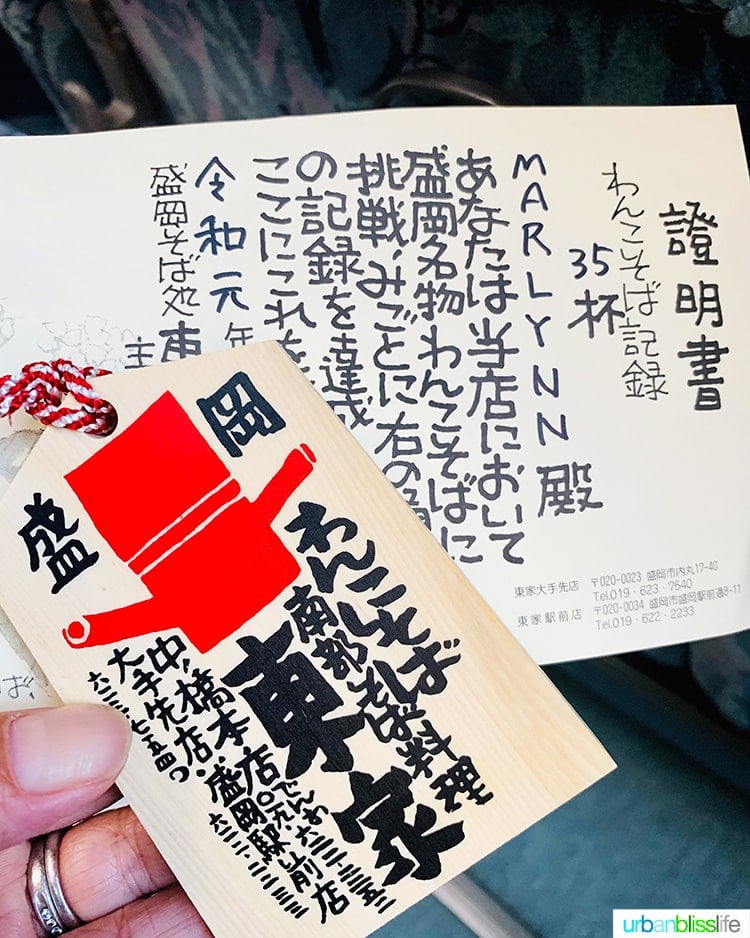 證明書
わんこそば記録
35杯
MARLYNN殿
あなたは当店において
盛岡名物わんこそばに
挑戦、みごとに右の
の記録を達成
ここにこれを
令和元年
盛岡そば処 東
主
東家大手先店 〒020-0023 盛岡市内丸17-40
Tel.019・623・7540
東家駅前店 〒020-0034 盛岡市盛岡駅前通8-11
Tel.019・622・2233
盛岡
わんこそば
南部そば料理
東家
中ノ橋本店
大手先店・盛岡駅前店
urbanblisslife